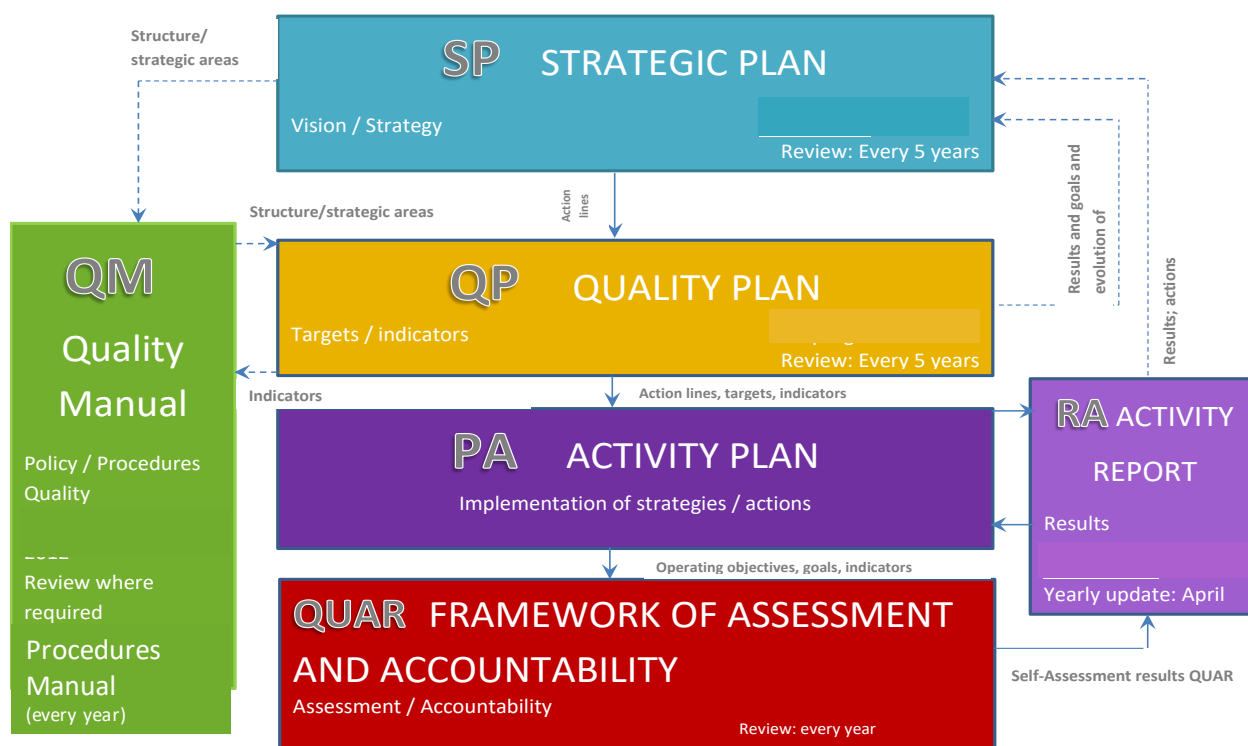 Structure/
strategic areas
SP STRATEGIC PLAN
Vision / Strategy
Review: Every 5 years
Action
lines
Results and goals and
evolution of
Results; actions
Structure/strategic areas
QM
Quality
Manual
Policy / Procedures
Quality
Review where
required
Procedures
Manual
(every year)
QP QUALITY PLAN
Targets / indicators
Review: Every 5 years
Indicators
Action lines, targets, indicators
PA ACTIVITY PLAN
Implementation of strategies / actions
RA ACTIVITY
REPORT
Results
Yearly update: April
Operating objectives, goals, indicators
QUAR FRAMEWORK OF ASSESSMENT
AND ACCOUNTABILITY
Assessment / Accountability
Review: every year
Self-Assessment results QUAR